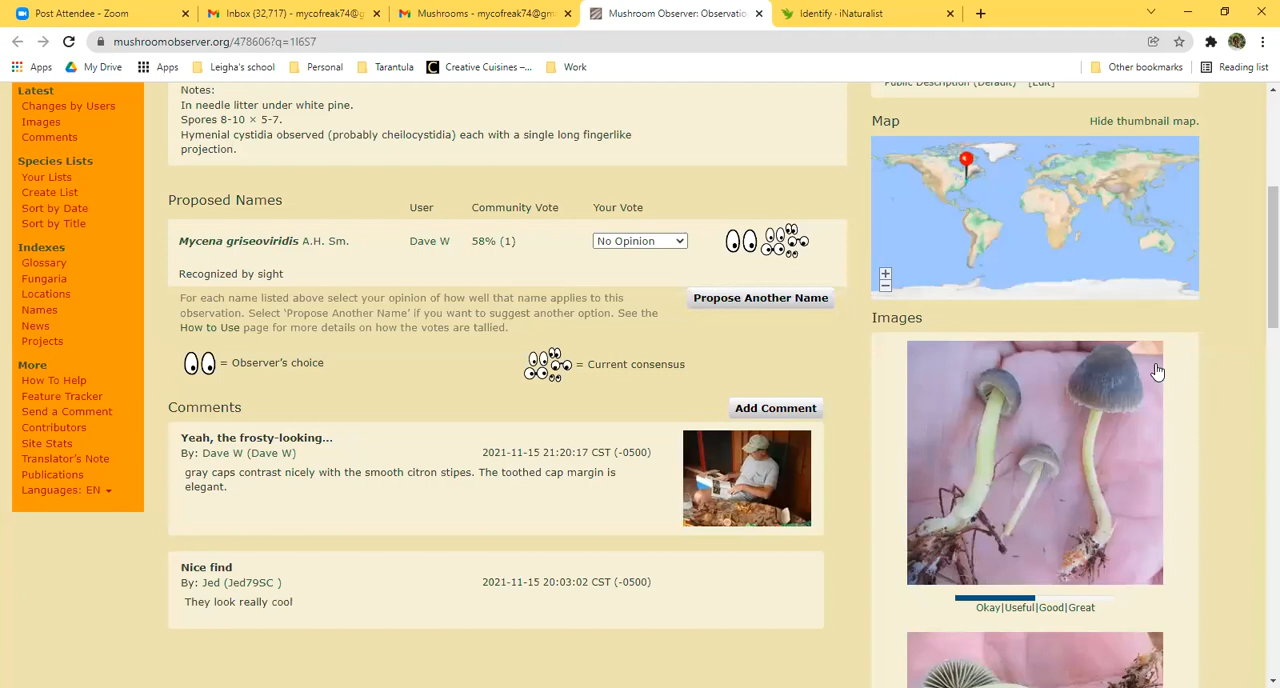 Post Attendee - Zoom
Inbox (32,717) - mycofreak74@g
Mushrooms - mycofreak74@gm
Mushroom Observer: Observatio
Identify · iNaturalist
mushroomobserver.org/478606?q=1I6S7
Apps
My Drive
Apps
Leigha's school
Personal
Tarantula
Creative Cuisines –...
Work
Other bookmarks
Reading list
Latest
Changes by Users
Images
Comments
Species Lists
Your Lists
Create List
Sort by Date
Sort by Title
Indexes
Glossary
Fungaria
Locations
Names
News
Projects
More
How To Help
Feature Tracker
Send a Comment
Contributors
Site Stats
Translator's Note
Publications
Languages: EN
Notes:
In needle litter under white pine.
Spores 8-10 × 5-7.
Hymenial cystidia observed (probably cheilocystidia) each with a single long fingerlike
projection.
Proposed Names
User
Community Vote
Your Vote
Mycena griseoviridis A.H. Sm.
Dave W
58% (1)
No Opinion
Recognized by sight
For each name listed above select your opinion of how well that name applies to this
observation. Select 'Propose Another Name' if you want to suggest another option. See the
How to Use page for more details on how the votes are tallied.
Propose Another Name
= Observer's choice
= Current consensus
Comments
Add Comment
Yeah, the frosty-looking...
By: Dave W (Dave W)
2021-11-15 21:20:17 CST (-0500)
gray caps contrast nicely with the smooth citron stipes. The toothed cap margin is
elegant.
Nice find
By: Jed (Jed79SC )
2021-11-15 20:03:02 CST (-0500)
They look really cool
Public Description (Default) [Edit]
Map
Hide thumbnail map.
+
−
Images
Okay|Useful|Good|Great